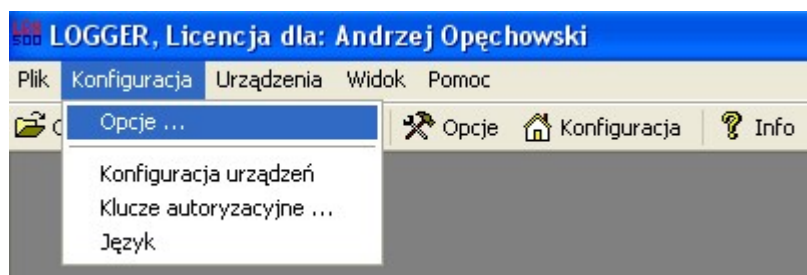 LOGGER, Licencja dla: Andrzej Opęchowski
Plik Konfiguracja Urządzenia Widok Pomoc
Opcje Konfiguracja Info
Opcje ...
Konfiguracja urządzeń
Klucze autoryzacyjne ...
Język